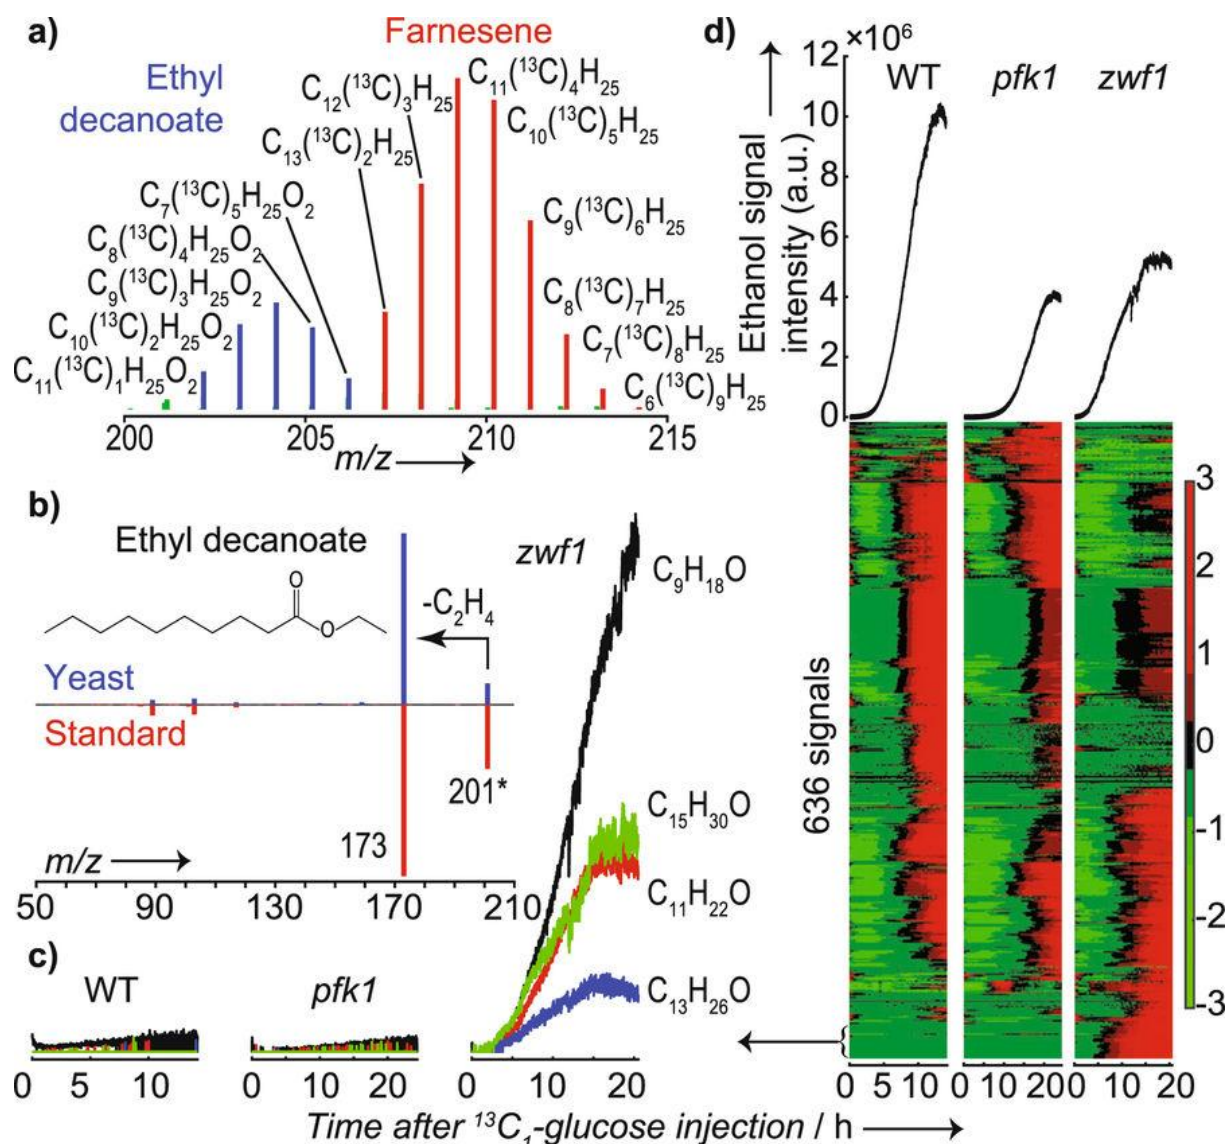 a)
Farnesene
Ethyl
decanoate
C₁₂(¹³C)₃H₂₅
C₁₁(¹³C)₄H₂₅
C₁₀(¹³C)₅H₂₅
C₁₃(¹³C)₂H₂₅
C₇(¹³C)₅H₂₅O₂
C₉(¹³C)₆H₂₅
C₈(¹³C)₄H₂₅O₂
C₉(¹³C)₃H₂₅O₂
C₈(¹³C)₇H₂₅
C₁₀(¹³C)₂H₂₅O₂
C₇(¹³C)₈H₂₅
C₁₁(¹³C)₁H₂₅O₂
C₆(¹³C)₉H₂₅
200 205 210 215
m/z
b)
Ethyl decanoate
O
O
-C₂H₄
Yeast
Standard
201*
173
m/z
50 90 130 170 210
c)
WT
0 5 10
pfk1
0 5 10 15 20
zwf1
C₉H₁₈O
C₁₅H₃₀O
C₁₁H₂₂O
C₁₃H₂₆O
0 10 20
Time after ¹³C₁-glucose injection / h
d)
Ethanol signal
intensity (a.u.)
×10⁶
12
10
8
6
4
2
0
WT
pfk1
zwf1
636 signals
3
2
1
0
-1
-2
-3
0 5 10
0 10 20
0 10 20